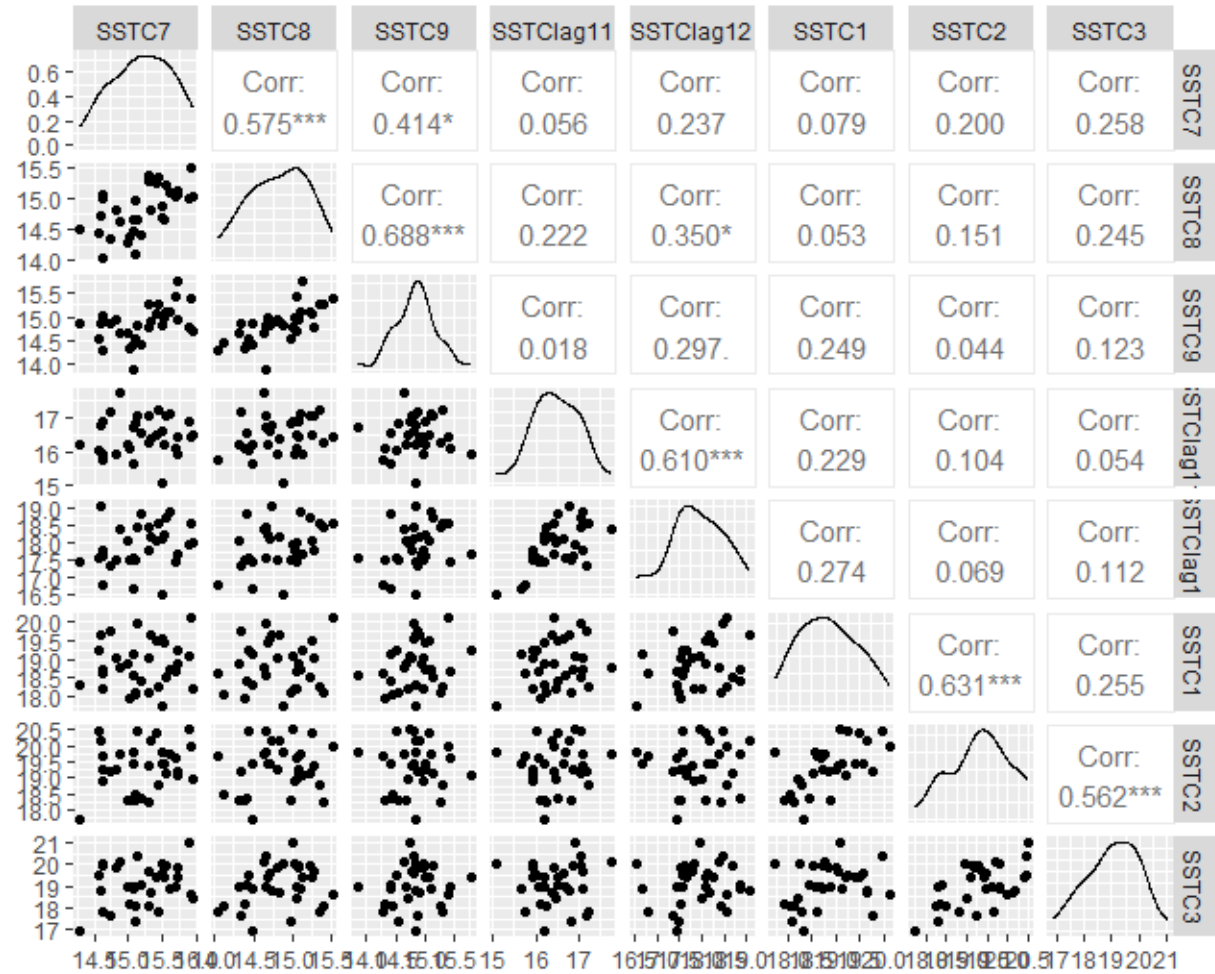 SSTC7 SSTC8 SSTC9 SSTClag11 SSTClag12 SSTC1 SSTC2 SSTC3
0.6
0.4
0.2
0.0
Corr:
0.575***
Corr:
0.414*
Corr:
0.056
Corr:
0.237
Corr:
0.079
Corr:
0.200
Corr:
0.258
SSTC7
15.5
15.0
14.5
14.0
Corr:
0.688***
Corr:
0.222
Corr:
0.350*
Corr:
0.053
Corr:
0.151
Corr:
0.245
SSTC8
15.5
15.0
14.5
14.0
Corr:
0.018
Corr:
0.297.
Corr:
0.249
Corr:
0.044
Corr:
0.123
SSTC9
17
16
15
Corr:
0.610***
Corr:
0.229
Corr:
0.104
Corr:
0.054
STClag1
19.0
18.5
18.0
17.5
17.0
16.5
Corr:
0.274
Corr:
0.069
Corr:
0.112
STClag1
20.0
19.5
19.0
18.5
18.0
Corr:
0.631***
Corr:
0.255
SSTC1
20.5
20.0
19.5
19.0
18.5
18.0
Corr:
0.562***
SSTC2
21
20
19
18
17
SSTC3
15 16 17
17 18 19 20 21